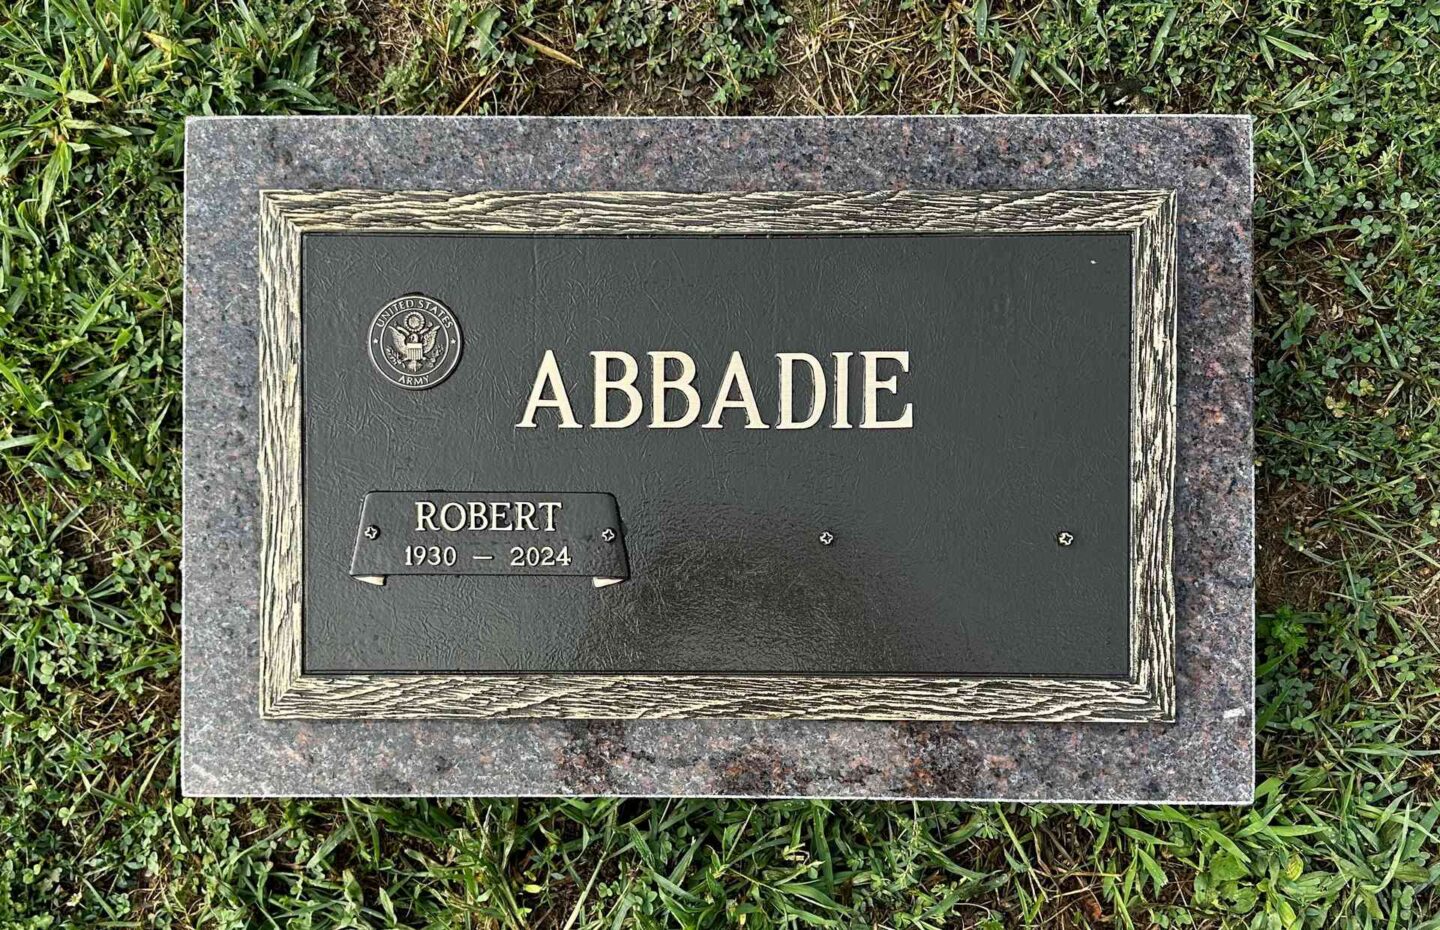 UNITED STATES
ARMY
ABBADIE
ROBERT
1930 — 2024